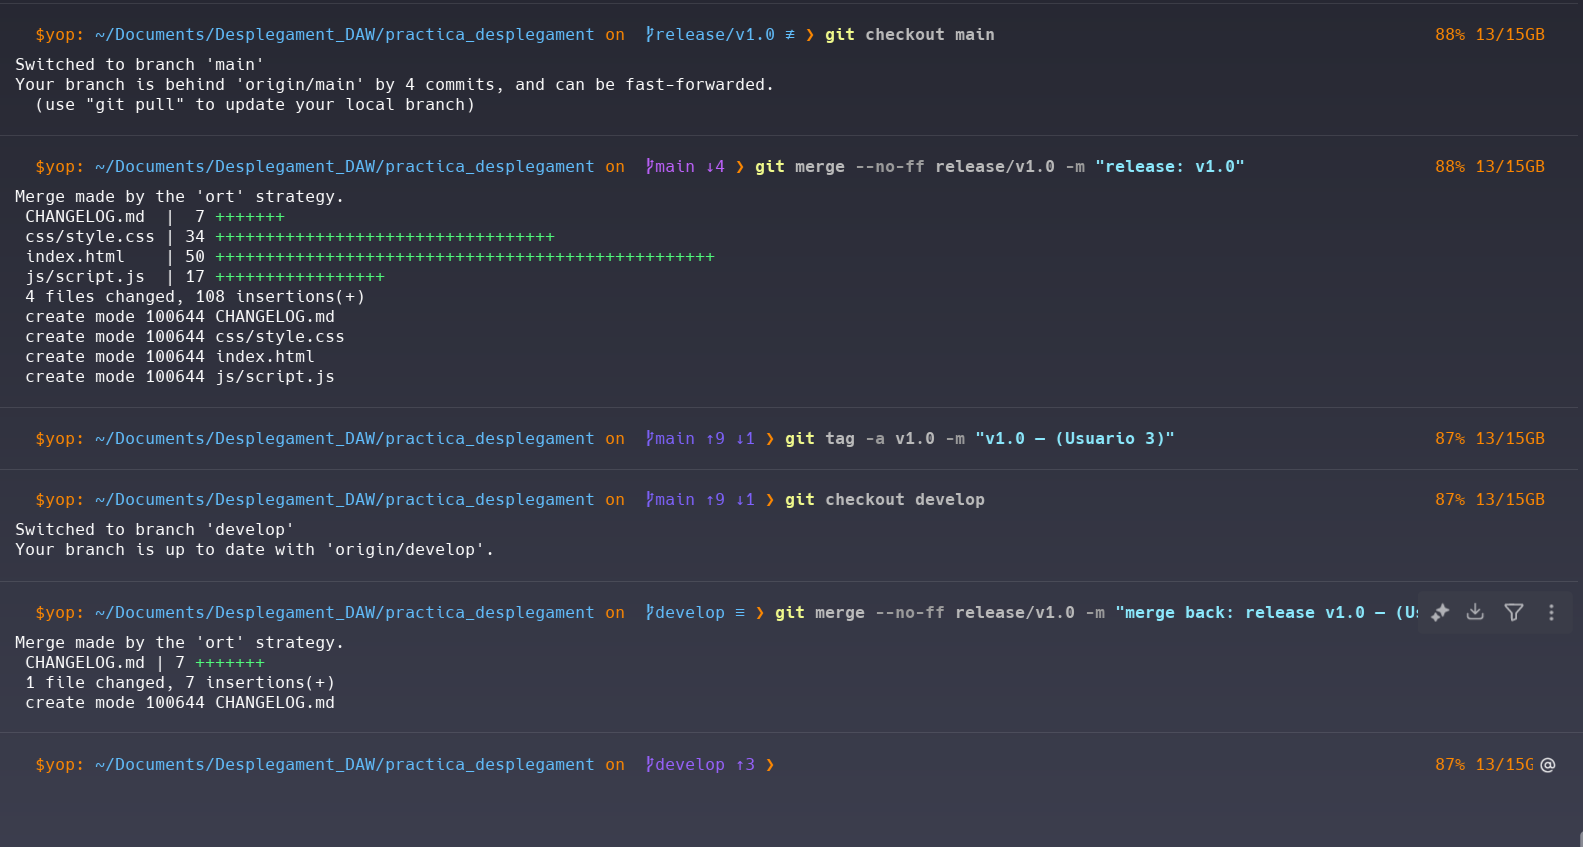 $yop: ~/Documents/Desplegament_DAW/practica_desplegament on release/v1.0 ≢ ❯ git checkout main 88% 13/15GB
Switched to branch 'main'
Your branch is behind 'origin/main' by 4 commits, and can be fast-forwarded.
  (use "git pull" to update your local branch)
$yop: ~/Documents/Desplegament_DAW/practica_desplegament on main ↓4 ❯ git merge --no-ff release/v1.0 -m "release: v1.0" 88% 13/15GB
Merge made by the 'ort' strategy.
 CHANGELOG.md  |  7 +++++++
 css/style.css | 34 ++++++++++++++++++++++++++++++++++
 index.html    | 50 ++++++++++++++++++++++++++++++++++++++++++++++++++
 js/script.js  | 17 +++++++++++++++++
 4 files changed, 108 insertions(+)
 create mode 100644 CHANGELOG.md
 create mode 100644 css/style.css
 create mode 100644 index.html
 create mode 100644 js/script.js
$yop: ~/Documents/Desplegament_DAW/practica_desplegament on main ↑9 ↓1 ❯ git tag -a v1.0 -m "v1.0 — (Usuario 3)" 87% 13/15GB
$yop: ~/Documents/Desplegament_DAW/practica_desplegament on main ↑9 ↓1 ❯ git checkout develop 87% 13/15GB
Switched to branch 'develop'
Your branch is up to date with 'origin/develop'.
$yop: ~/Documents/Desplegament_DAW/practica_desplegament on develop ≡ ❯ git merge --no-ff release/v1.0 -m "merge back: release v1.0 — (U
Merge made by the 'ort' strategy.
 CHANGELOG.md | 7 +++++++
 1 file changed, 7 insertions(+)
 create mode 100644 CHANGELOG.md
$yop: ~/Documents/Desplegament_DAW/practica_desplegament on develop ↑3 ❯ 87% 13/15G @